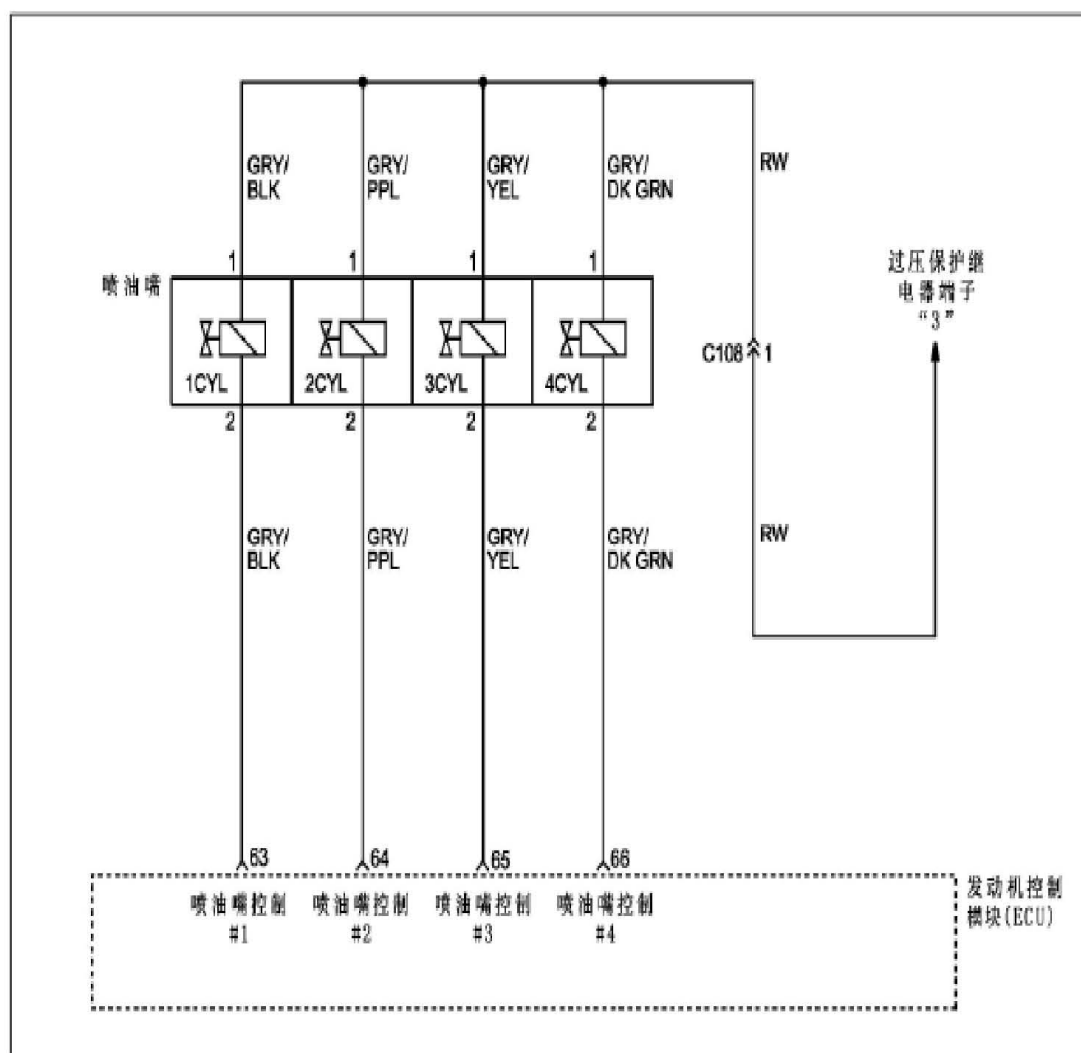 GRY/ GRY/ GRY/ GRY/ RW
BLK PPL YEL DK GRN
1 1 1 1
喷油嘴
过压保护继
电器端子
“3”
C108 1
1CYL 2CYL 3CYL 4CYL
2 2 2 2
GRY/ GRY/ GRY/ GRY/ RW
BLK PPL YEL DK GRN
63 64 65 66
喷油嘴控制 喷油嘴控制 喷油嘴控制 喷油嘴控制
#1 #2 #3 #4
发动机控制
模块(ECU)